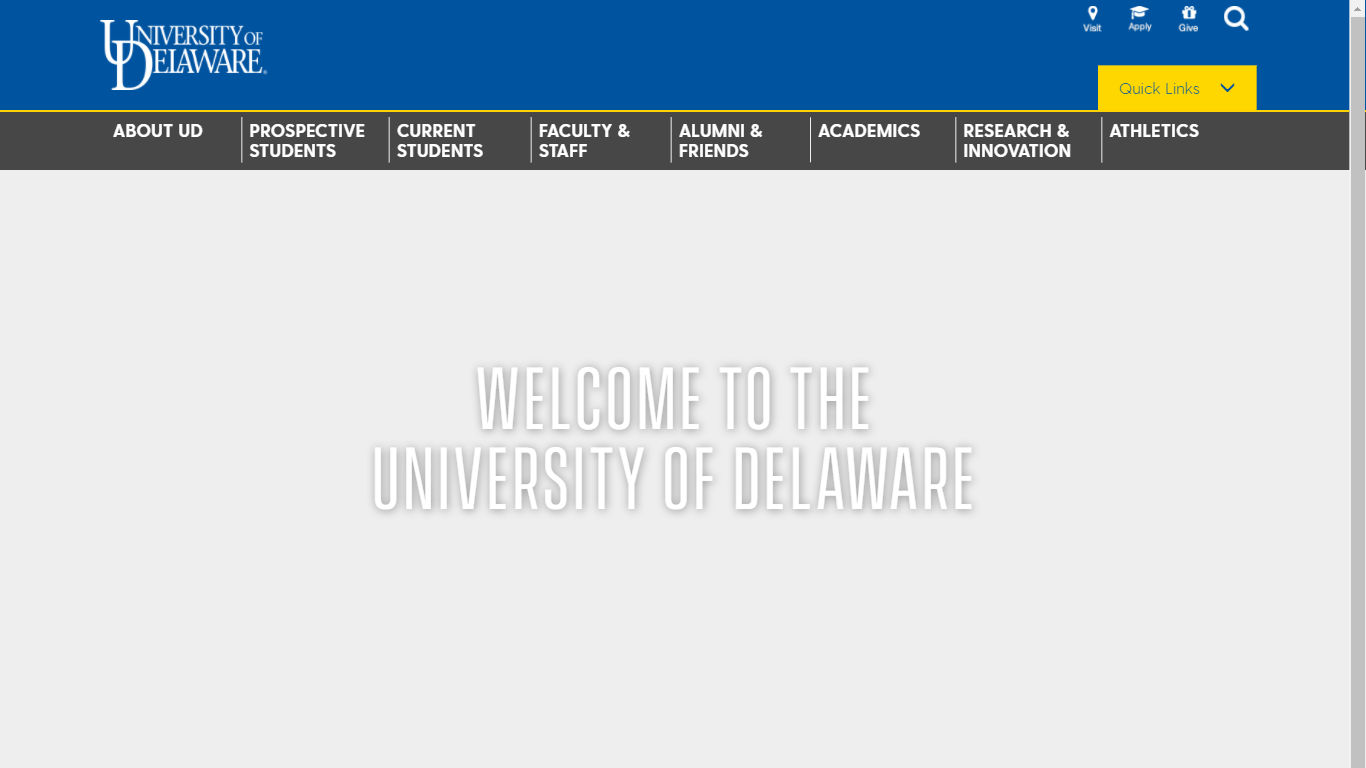 UNIVERSITY OF
DELAWARE
Visit
Apply
Give
Quick Links
ABOUT UD
PROSPECTIVE
STUDENTS
CURRENT
STUDENTS
FACULTY &
STAFF
ALUMNI &
FRIENDS
ACADEMICS
RESEARCH &
INNOVATION
ATHLETICS
WELCOME TO THE
UNIVERSITY OF DELAWARE